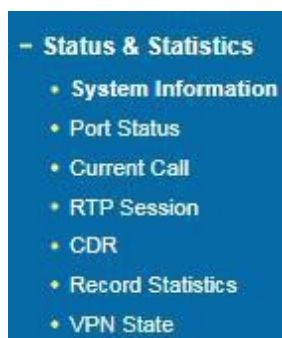 – Status & Statistics
• System Information
• Port Status
• Current Call
• RTP Session
• CDR
• Record Statistics
• VPN State